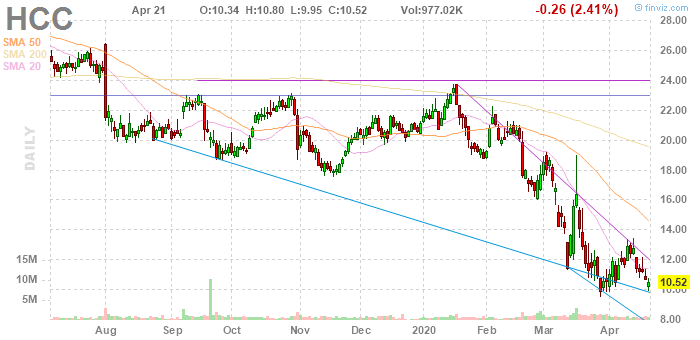 © finviz.com
HCC Apr 21 O:10.34 H:10.80 L:9.95 C:10.52 Vol:977.02K -0.26 (2.41%)
SMA 50
SMA 200
SMA 20
DAILY
28.00
26.00
24.00
22.00
20.00
18.00
16.00
14.00
12.00
10.52
10.00
8.00
15M
10M
5M
Aug Sep Oct Nov Dec 2020 Feb Mar Apr